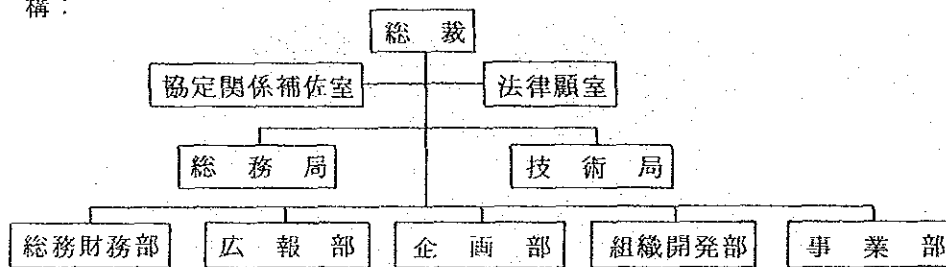 構:
総裁
協定関係補佐室 法律顧室
総務局 技術局
総務財務部 広報部 企画部 組織開発部 事業部